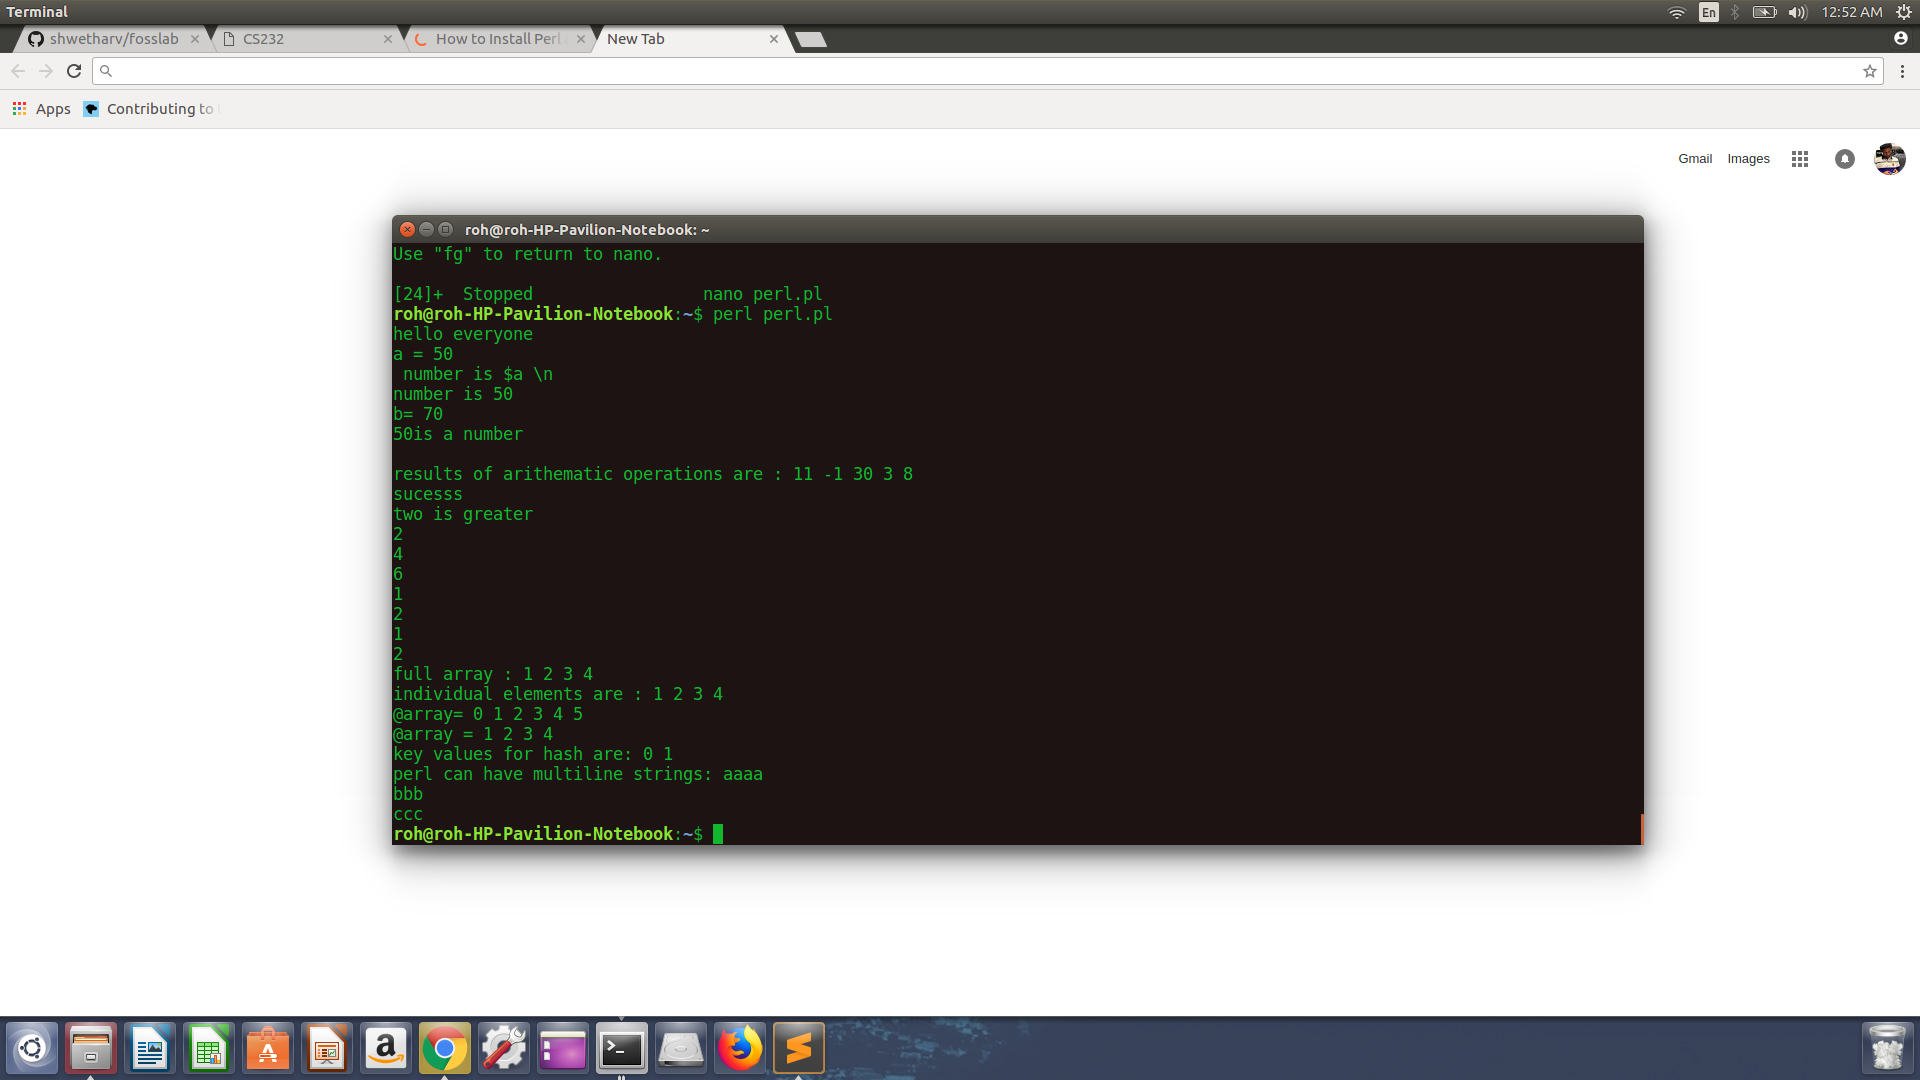 Terminal
En
12:52 AM
shwetharv/fosslab
CS232
How to Install Perl
New Tab
Apps
Contributing to
Gmail
Images
roh@roh-HP-Pavilion-Notebook: ~
Use "fg" to return to nano.
[24]+  Stopped                 nano perl.pl
roh@roh-HP-Pavilion-Notebook:~$ perl perl.pl
hello everyone
a = 50
 number is $a \n
number is 50
b= 70
50is a number
results of arithematic operations are : 11 -1 30 3 8
sucesss
two is greater
2
4
6
1
2
1
2
full array : 1 2 3 4
individual elements are : 1 2 3 4
@array= 0 1 2 3 4 5
@array = 1 2 3 4
key values for hash are: 0 1
perl can have multiline strings: aaaa
bbb
ccc
roh@roh-HP-Pavilion-Notebook:~$